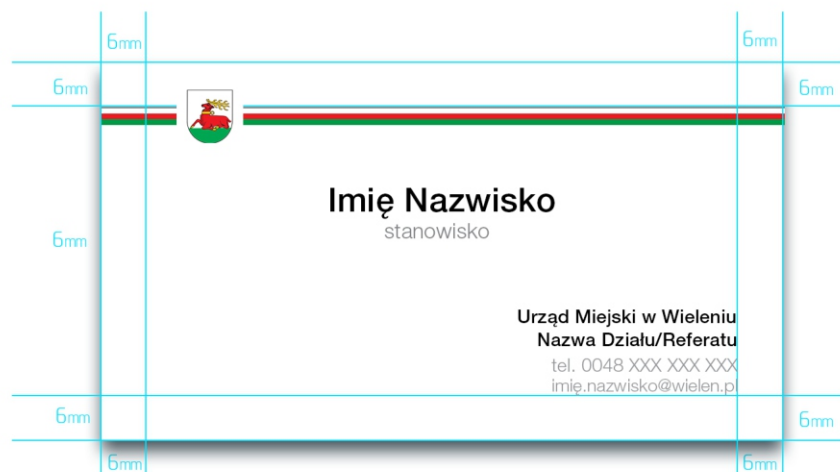 6mm 6mm
6mm 6mm
Imię Nazwisko
stanowisko
6mm
Urząd Miejski w Wieleniu
Nazwa Działu/Referatu
tel. 0048 XXX XXX XXX
imię.nazwisko@wielen.pl
6mm 6mm
6mm 6mm